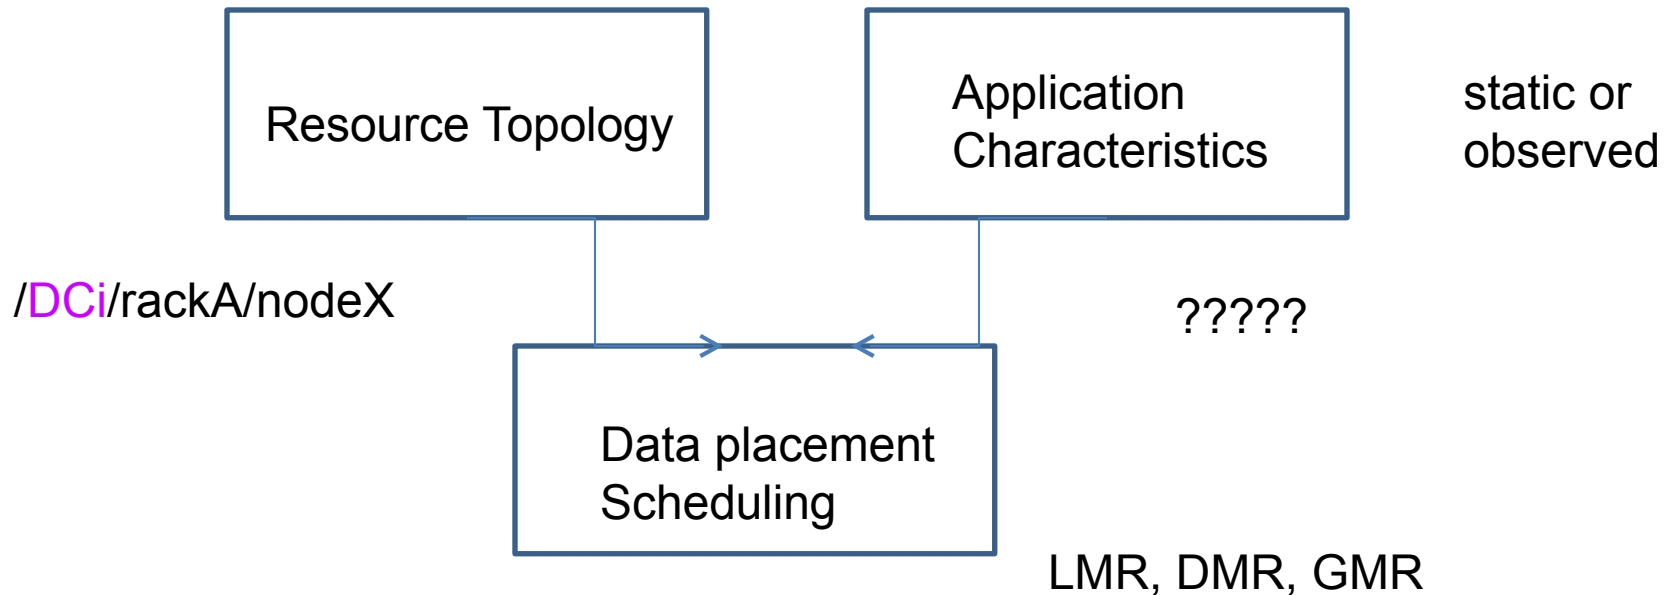 Resource Topology
Application
Characteristics
static or
observed
/DCi/rackA/nodeX
?????
Data placement
Scheduling
LMR, DMR, GMR